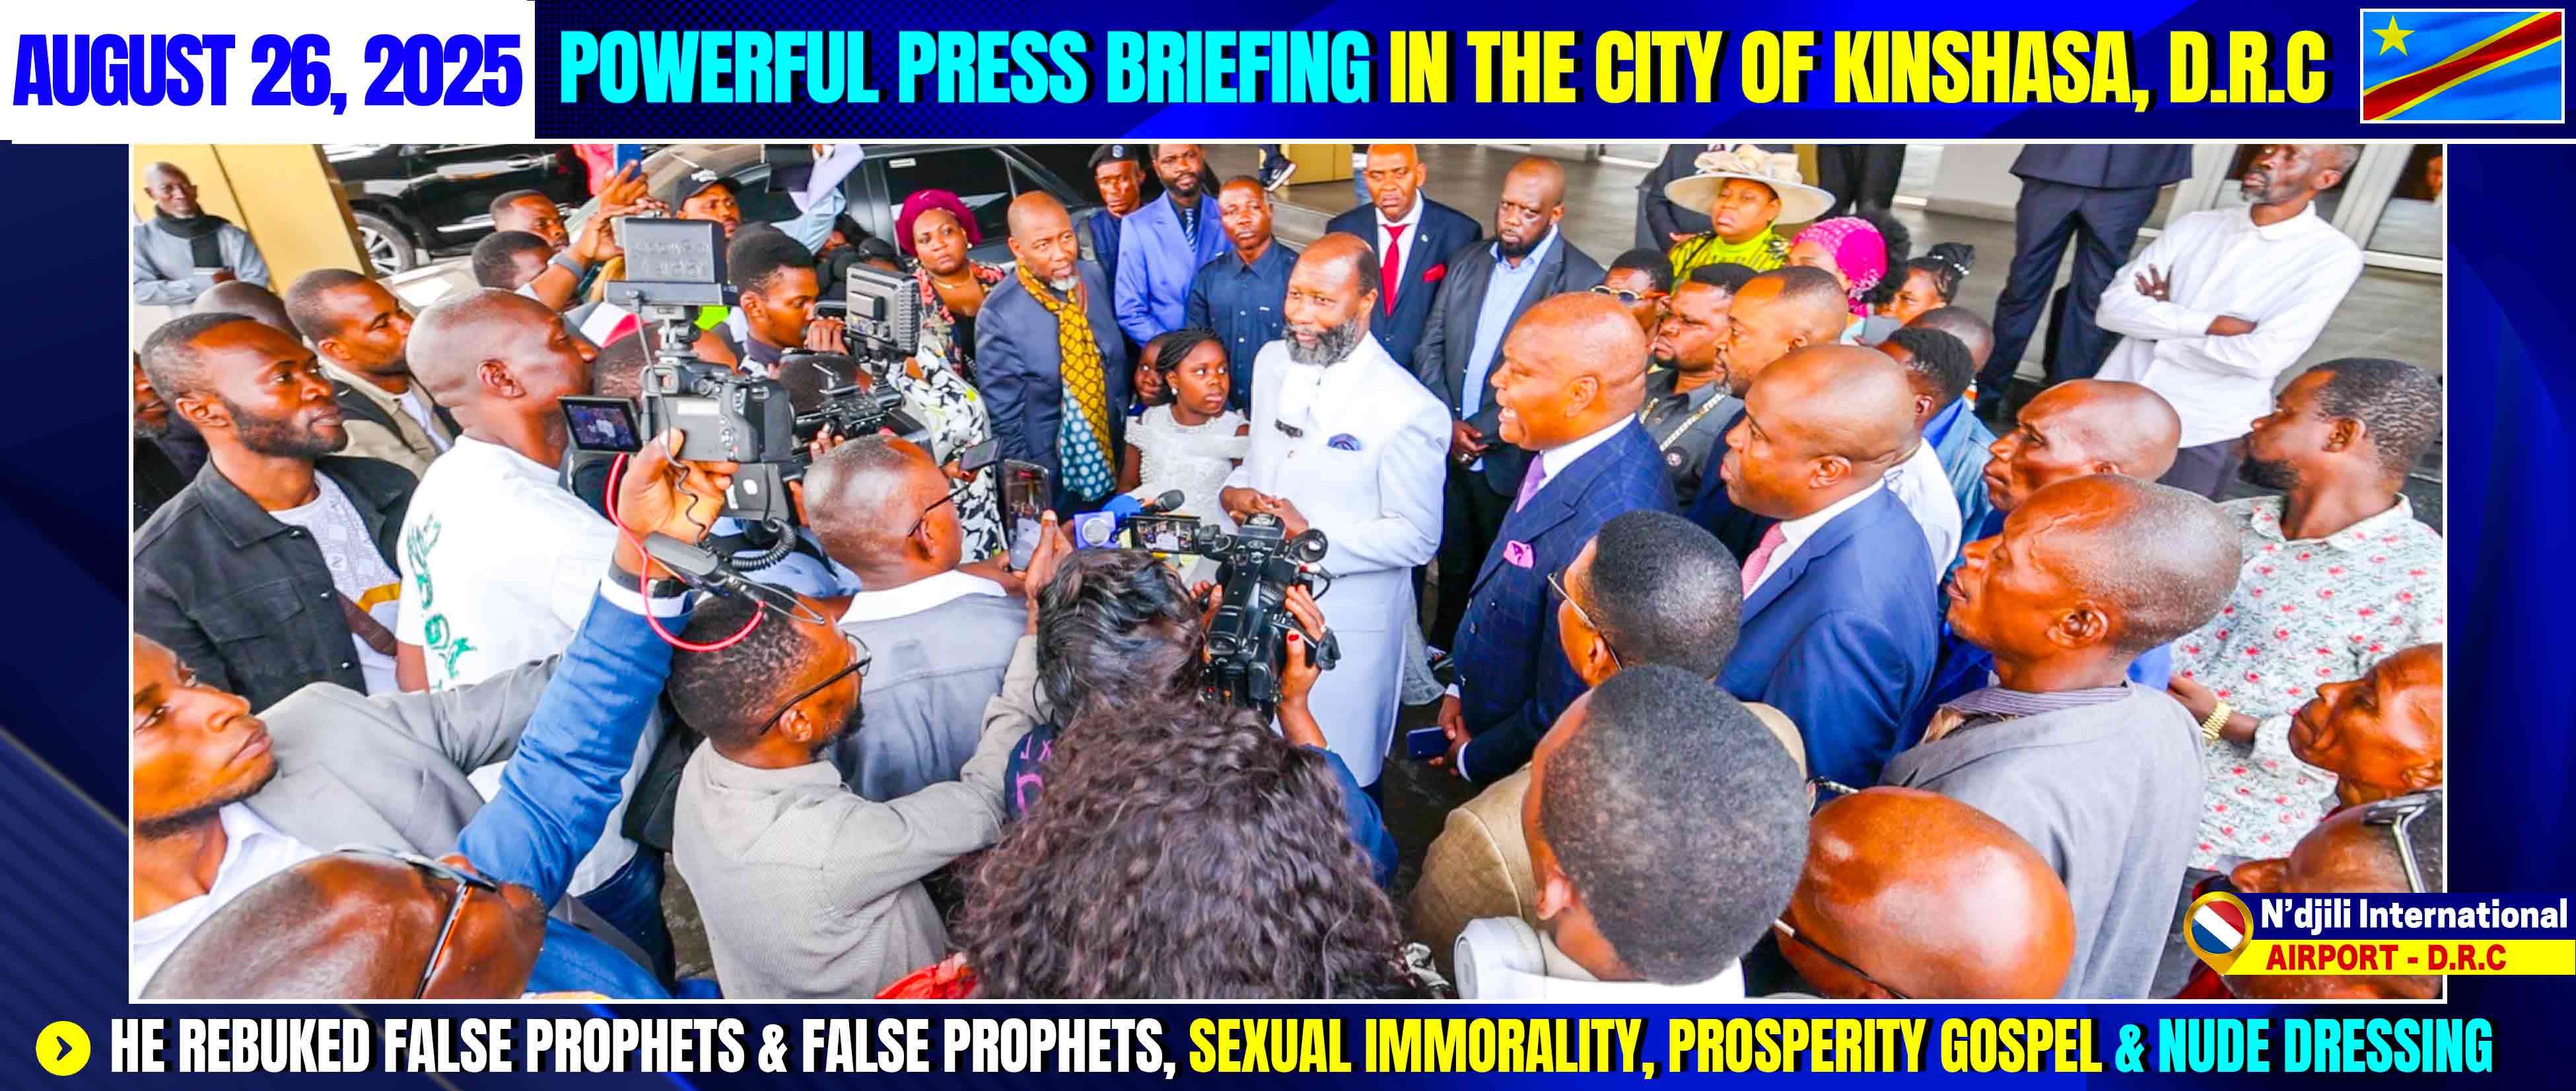 AUGUST 26, 2025
POWERFUL PRESS BRIEFING IN THE CITY OF KINSHASA, D.R.C
N'djili International
AIRPORT - D.R.C
HE REBUKED FALSE PROPHETS & FALSE PROPHETS, SEXUAL IMMORALITY, PROSPERITY GOSPEL & NUDE DRESSING